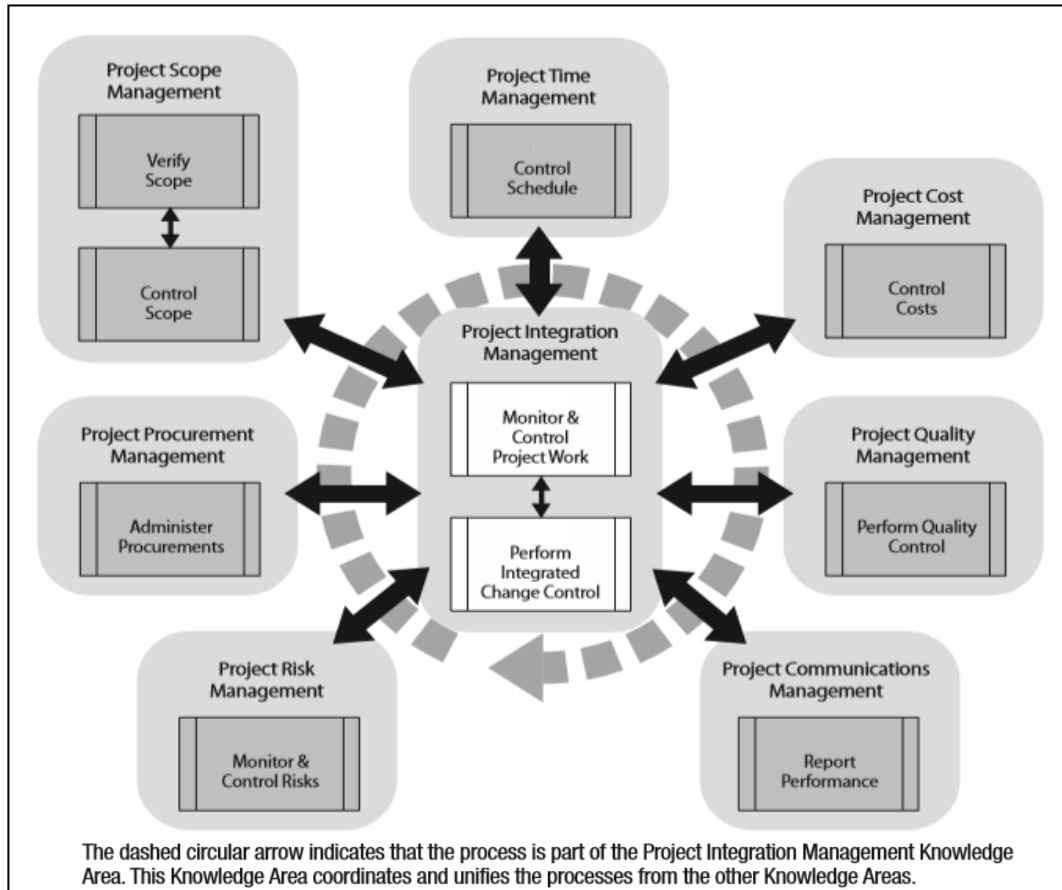 Project Scope
Management
Verify
Scope
Control
Scope
Project Time
Management
Control
Schedule
Project Cost
Management
Control
Costs
Project Integration
Management
Monitor &
Control
Project Work
Perform
Integrated
Change Control
Project Procurement
Management
Administer
Procurements
Project Quality
Management
Perform Quality
Control
Project Risk
Management
Monitor &
Control Risks
Project Communications
Management
Report
Performance
The dashed circular arrow indicates that the process is part of the Project Integration Management Knowledge
Area. This Knowledge Area coordinates and unifies the processes from the other Knowledge Areas.